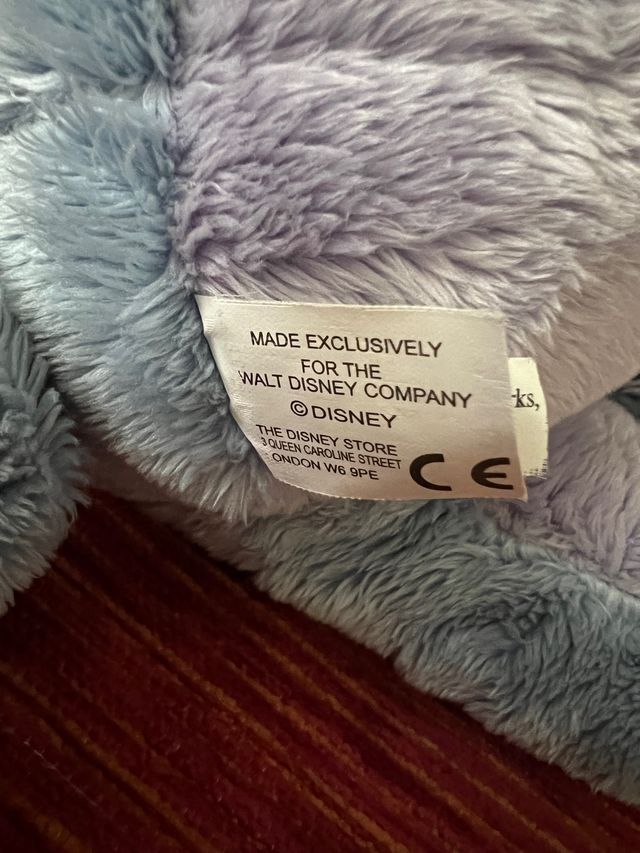 MADE EXCLUSIVELY
FOR THE
WALT DISNEY COMPANY
© DISNEY
THE DISNEY STORE
3 QUEEN CAROLINE STREET
ONDON W6 9PE
CE
ks,